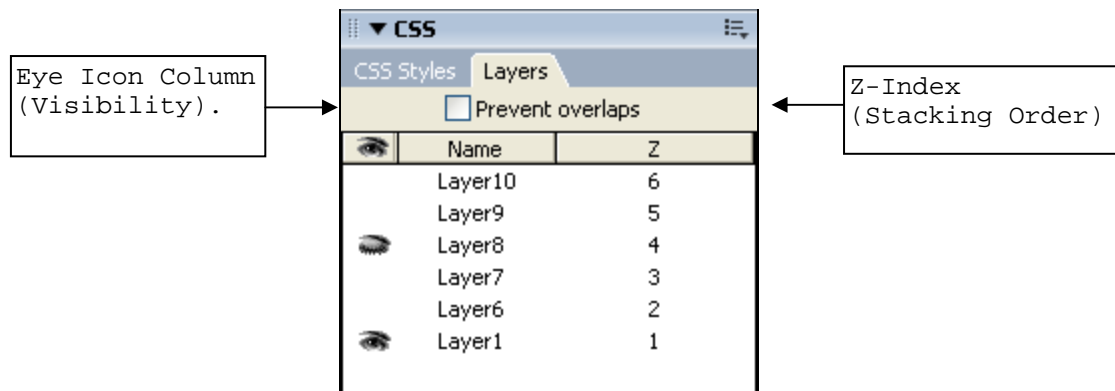 CSS
CSS Styles Layers
Eye Icon Column
(Visibility).
Prevent overlaps
Z-Index
(Stacking Order)
Name Z
Layer10 6
Layer9 5
Layer8 4
Layer7 3
Layer6 2
Layer1 1